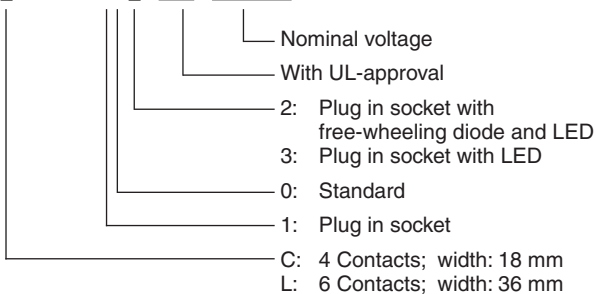 Nominal voltage
With UL-approval
2: Plug in socket with
free-wheeling diode and LED
3: Plug in socket with LED
0: Standard
1: Plug in socket
C: 4 Contacts; width: 18 mm
L: 6 Contacts; width: 36 mm